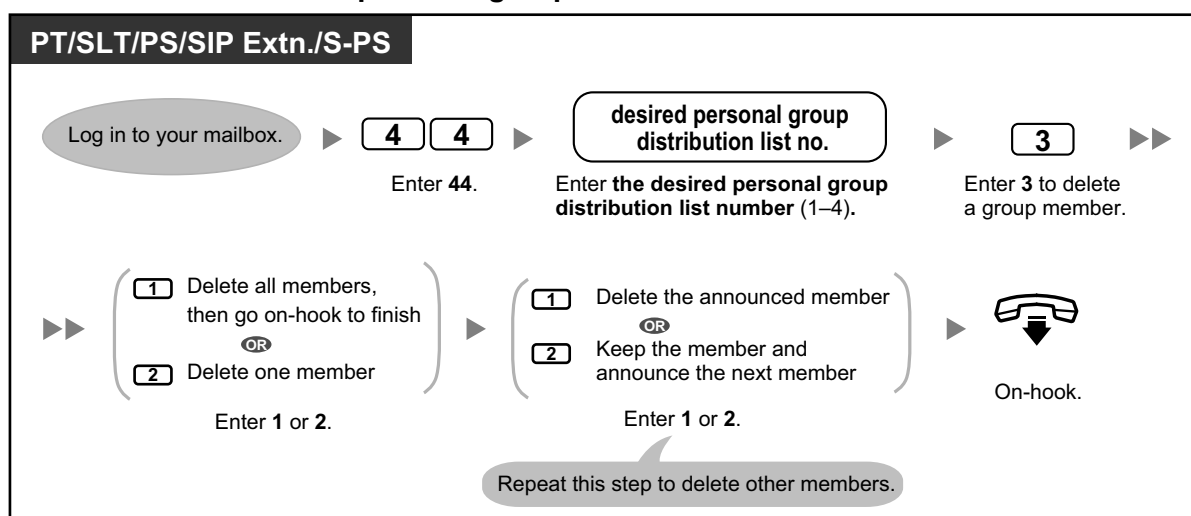 PT/SLT/PS/SIP Extn./S-PS
Log in to your mailbox.
4 4
Enter 44.
desired personal group
distribution list no.
Enter the desired personal group
distribution list number (1–4).
3
Enter 3 to delete
a group member.
1 Delete all members,
then go on-hook to finish
OR
2 Delete one member
Enter 1 or 2.
1 Delete the announced member
OR
2 Keep the member and
announce the next member
Enter 1 or 2.
Repeat this step to delete other members.
On-hook.